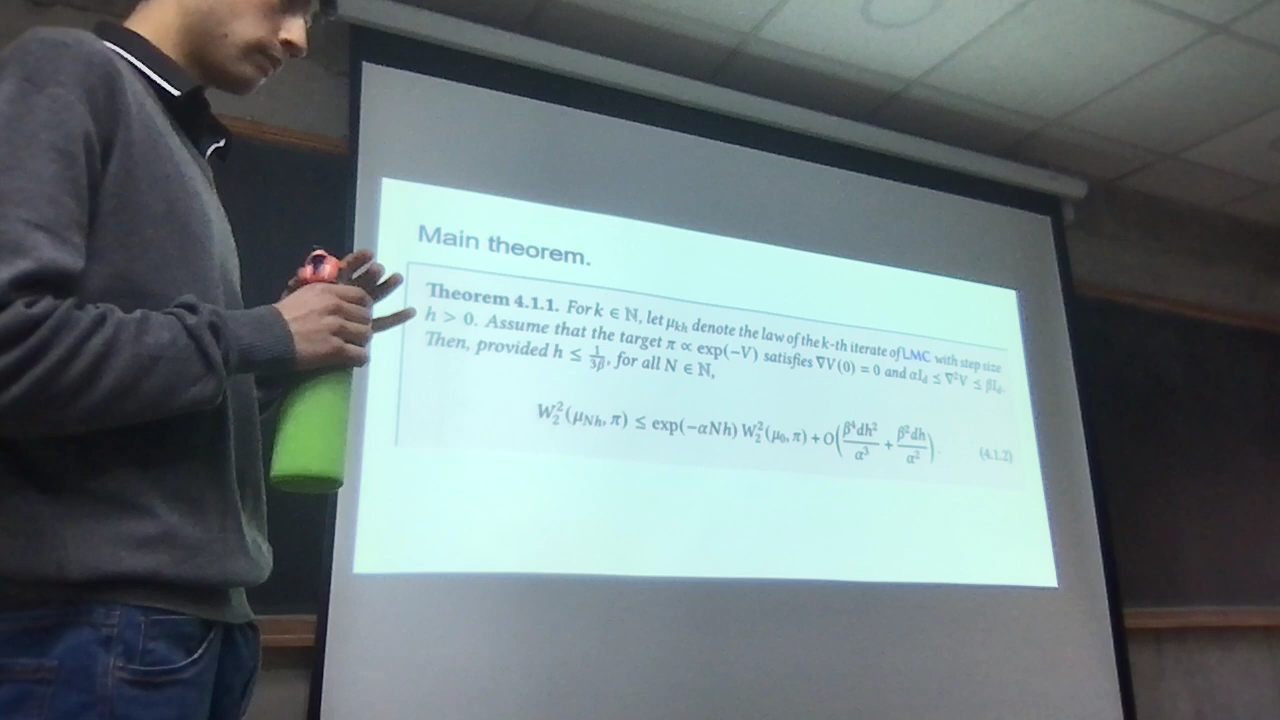 Main theorem.
Theorem 4.1.1. For k ∈ ℕ, let μ_{kh} denote the law of the k-th iterate of LMC with step size
h > 0. Assume that the target π ∝ exp(−V) satisfies ∇V(0) = 0 and αI_d ≤ ∇²V ≤ βI_d.
Then, provided h ≤ 1/(3β), for all N ∈ ℕ,
W₂²(μ_{Nh}, π) ≤ exp(−αNh) W₂²(μ₀, π) + O(β⁴dh²/α³ + β²dh/α²). (4.1.2)